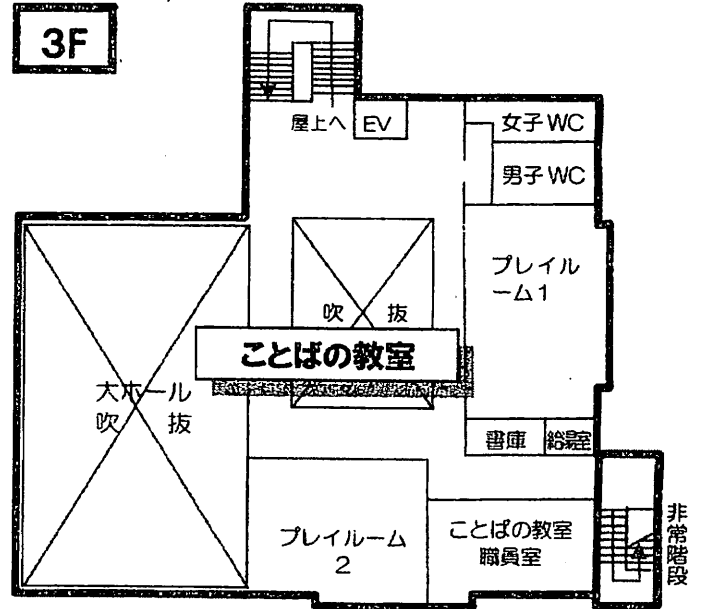 3F
屋上へ
EV
女子WC
男子WC
プレイル
ーム1
吹 抜
ことばの教室
大ホール
吹 抜
書庫
給湯室
プレイルーム
2
ことばの教室
職員室
非常階段